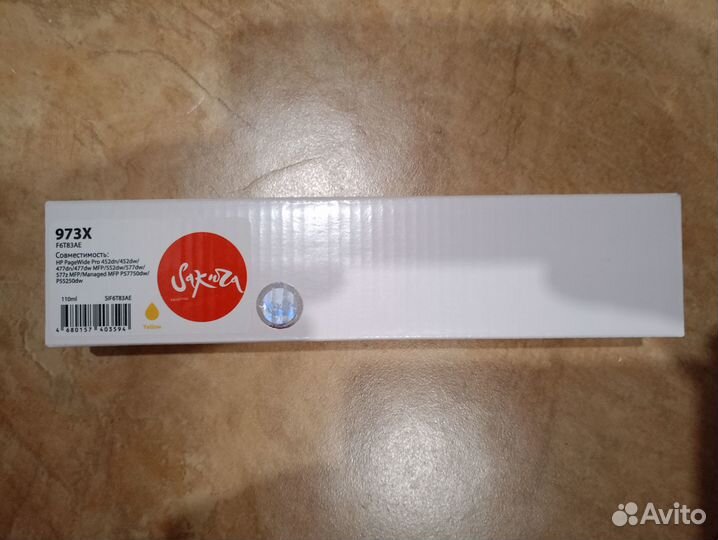 973X
F6T83AE
Совместимость:
HP PageWide Pro 452dn/452dw/
477dn/477dw MFP/552dw/577dw/
577z MFP/Managed MFP P57750dw/
P55250dw
110ml
SIF6T83AE
4 680157 403594
Yellow
Sakura
Avito